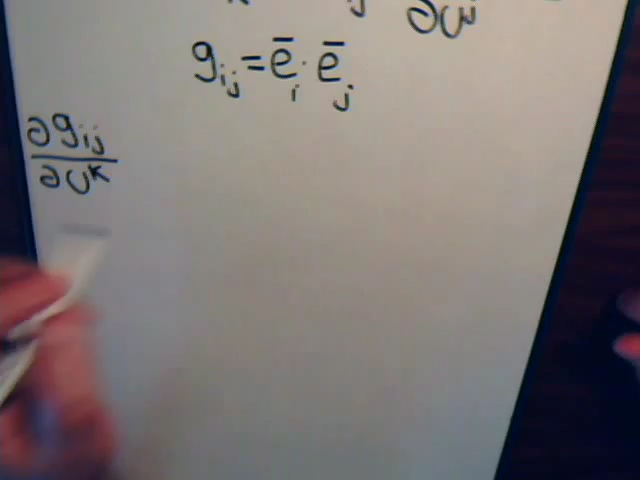 g_ij = ē_i · ē_j
∂g_ij
∂U^k